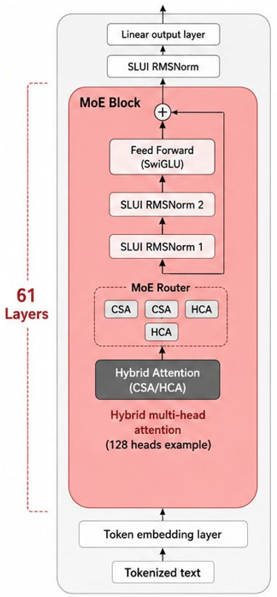 Linear output layer
SLUI RMSNorm
MoE Block
+
Feed Forward
(SwiGLU)
SLUI RMSNorm 2
SLUI RMSNorm 1
61
Layers
MoE Router
CSA
CSA
HCA
HCA
Hybrid Attention
(CSA/HCA)
Hybrid multi-head
attention
(128 heads example)
Token embedding layer
Tokenized text